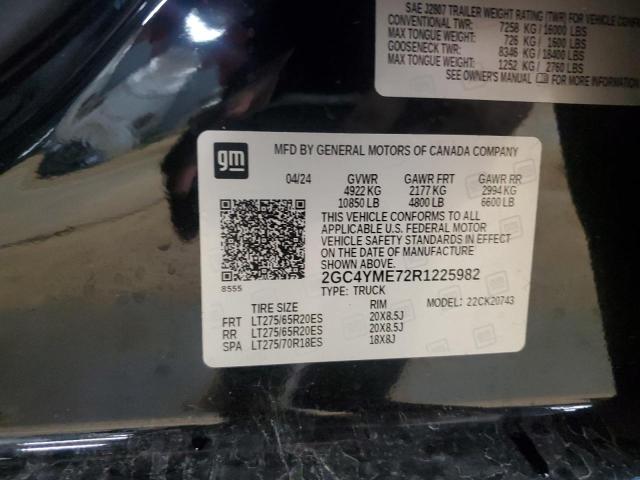 SAE J2807 TRAILER WEIGHT RATING (TWR) FOR VEHICLE
CONVENTIONAL TWR: 7258 KG/16000 LBS
MAX TONGUE WEIGHT: 726 KG/1600 LBS
GOOSENECK TWR: 8346 KG/18400 LBS
MAX TONGUE WEIGHT: 1252 KG/2760 LBS
SEE OWNER'S MANUAL FOR MORE INFORMATION
gm MFD BY GENERAL MOTORS OF CANADA COMPANY
04/24 GVWR GAWR FRT GAWR RR
4922 KG 2177 KG 2994 KG
10850 LB 4800 LB 6600 LB
THIS VEHICLE CONFORMS TO ALL
APPLICABLE U.S. FEDERAL MOTOR
VEHICLE SAFETY STANDARDS IN EFFECT
ON THE DATE OF MANUFACTURE
SHOWN ABOVE.
2GC4YME72R1225982
8555
TYPE: TRUCK
MODEL: 22CK20743
TIRE SIZE RIM
FRT LT275/65R20ES 20X8.5J
RR LT275/65R20ES 20X8.5J
SPA LT275/70R18ES 18X8J